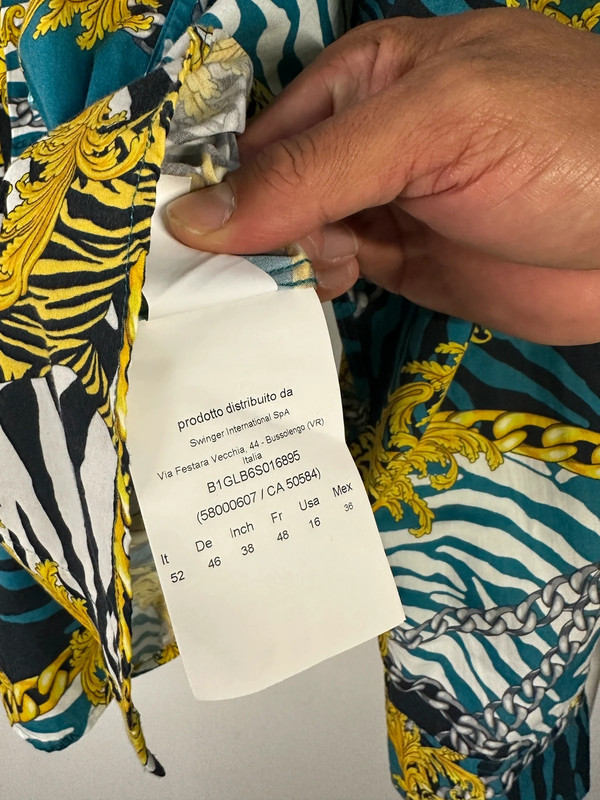 prodotto distribuito da
Swinger International SpA
Via Festara Vecchia, 44 - Bussolengo (VR)
Italia
B1GLB6S016895
(58000607 / CA 50584)
It De Inch Fr Usa Mex
52 46 38 48 16 36